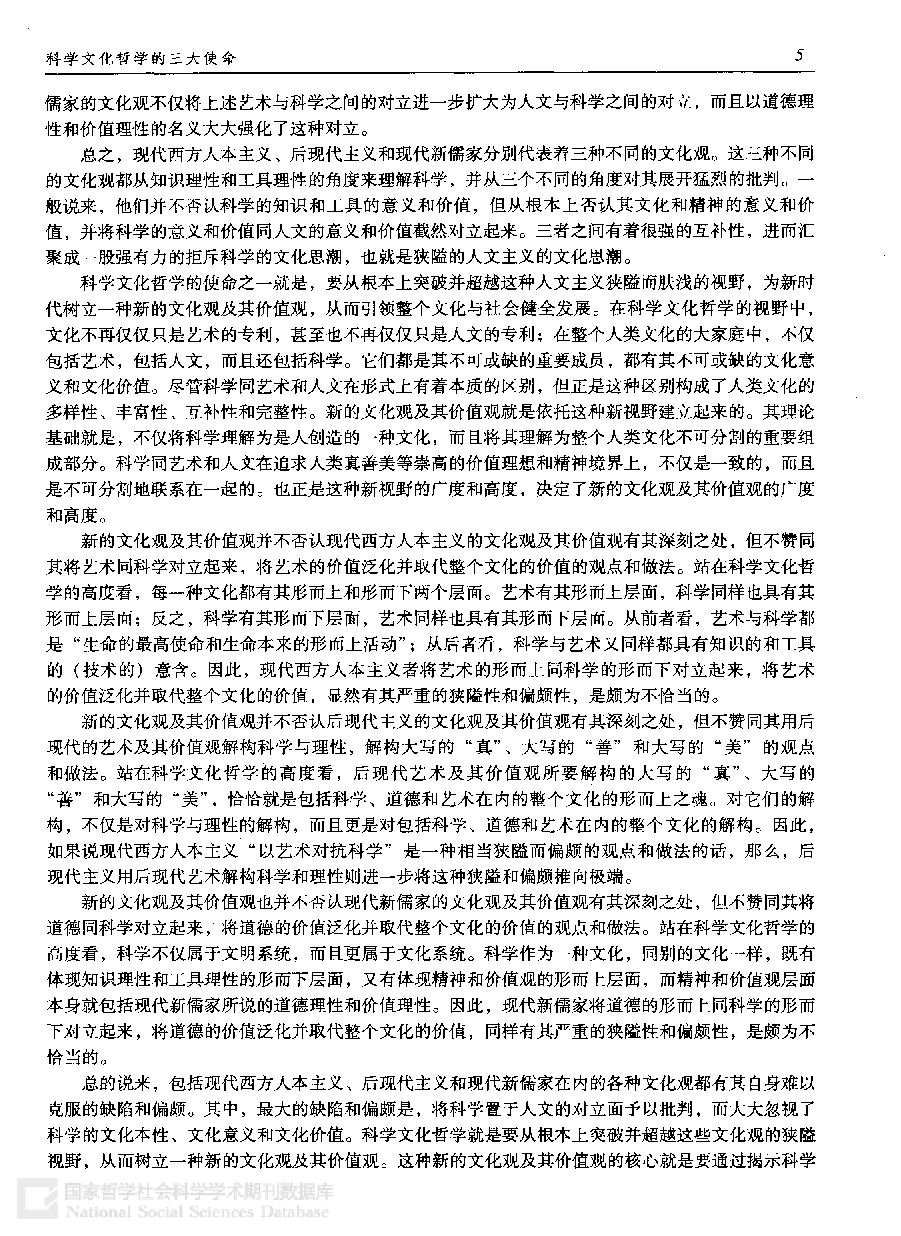 科学文化哲学的三大使命
5
儒家的文化观不仅将上述艺术与科学之间的对立进一步扩大为人文与科学之间的对立，而且以道德理
性和价值理性的名义大大强化了这种对立。
总之，现代西方人本主义、后现代主义和现代新儒家分别代表着三种不同的文化观。这三种不同
的文化观都从知识理性和工具理性的角度来理解科学，并从三个不同的角度对其展开猛烈的批判。一
般说来，他们并不否认科学的知识和工具的意义和价值，但从根本上否认其文化和精神的意义和价
值，并将科学的意义和价值同人文的意义和价值截然对立起来。三者之间有着很强的互补性，进而汇
聚成一股强有力的拒斥科学的文化思潮，也就是狭隘的人文主义的文化思潮。
科学文化哲学的使命之一就是，要从根本上突破并超越这种人文主义狭隘而肤浅的视野，为新时
代树立一种新的文化观及其价值观，从而引领整个文化与社会健全发展。在科学文化哲学的视野中，
文化不再仅仅只是艺术的专利，甚至也不再仅仅只是人文的专利；在整个人类文化的大家庭中，不仅
包括艺术，包括人文，而且还包括科学。它们都是其不可或缺的重要成员，都有其不可或缺的文化意
义和文化价值。尽管科学同艺术和人文在形式上有着本质的区别，但正是这种区别构成了人类文化的
多样性、丰富性、互补性和完整性。新的文化观及其价值观就是依托这种新视野建立起来的。其理论
基础就是，不仅将科学理解为是人创造的一种文化，而且将其理解为整个人类文化不可分割的重要组
成部分。科学同艺术和人文在追求人类真善美等崇高的价值理想和精神境界上，不仅是一致的，而且
是不可分割地联系在一起的。也正是这种新视野的广度和高度，决定了新的文化观及其价值观的广度
和高度。
新的文化观及其价值观并不否认现代西方人本主义的文化观及其价值观有其深刻之处，但不赞同
其将艺术同科学对立起来，将艺术的价值泛化并取代整个文化的价值的观点和做法。站在科学文化哲
学的高度看，每一种文化都有其形而上和形而下两个层面。艺术有其形而上层面，科学同样也具有其
形而上层面；反之，科学有其形而下层面，艺术同样也具有其形而下层面。从前者看，艺术与科学都
是“生命的最高使命和生命本来的形而上活动”；从后者看，科学与艺术又同样都具有知识的和工具
的（技术的）意含。因此，现代西方人本主义者将艺术的形而上同科学的形而下对立起来，将艺术
的价值泛化并取代整个文化的价值，显然有其严重的狭隘性和偏颇性，是颇为不恰当的。
新的文化观及其价值观并不否认后现代主义的文化观及其价值观有其深刻之处，但不赞同其用后
现代的艺术及其价值观解构科学与理性，解构大写的“真”、大写的“善”和大写的“美”的观点
和做法。站在科学文化哲学的高度看，后现代艺术及其价值观所要解构的大写的“真”、大写的
“善”和大写的“美”，恰恰就是包括科学、道德和艺术在内的整个文化的形而上之魂。对它们的解
构，不仅是对科学与理性的解构，而且更是对包括科学、道德和艺术在内的整个文化的解构。因此，
如果说现代西方人本主义“以艺术对抗科学”是一种相当狭隘而偏颇的观点和做法的话，那么，后
现代主义用后现代艺术解构科学和理性则进一步将这种狭隘和偏颇推向极端。
新的文化观及其价值观也并不否认现代新儒家的文化观及其价值观有其深刻之处，但不赞同其将
道德同科学对立起来，将道德的价值泛化并取代整个文化的价值的观点和做法。站在科学文化哲学的
高度看，科学不仅属于文明系统，而且更属于文化系统。科学作为一种文化，同别的文化一样，既有
体现知识理性和工具理性的形而下层面，又有体现精神和价值观的形而上层面，而精神和价值观层面
本身就包括现代新儒家所说的道德理性和价值理性。因此，现代新儒家将道德的形而上同科学的形而
下对立起来，将道德的价值泛化并取代整个文化的价值，同样有其严重的狭隘性和偏颇性，是颇为不
恰当的。
总的说来，包括现代西方人本主义、后现代主义和现代新儒家在内的各种文化观都有其自身难以
克服的缺陷和偏颇。其中，最大的缺陷和偏颇是，将科学置于人文的对立面予以批判，而大大忽视了
科学的文化本性、文化意义和文化价值。科学文化哲学就是要从根本上突破并超越这些文化观的狭隘
视野，从而树立一种新的文化观及其价值观。这种新的文化观及其价值观的核心就是要通过揭示科学
国家哲学社会科学学术期刊数据库
National Social Sciences Database